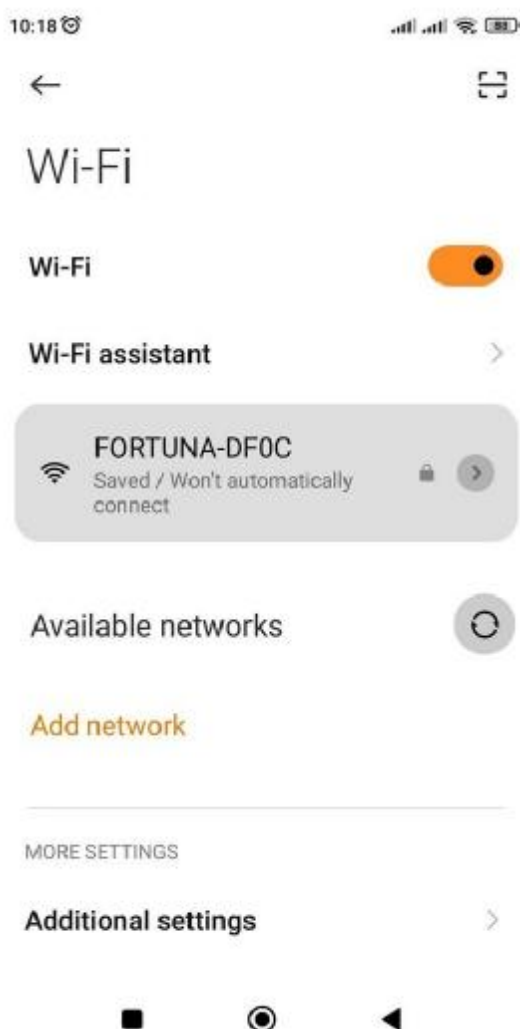 10:18
Wi-Fi
Wi-Fi
Wi-Fi assistant
FORTUNA-DF0C
Saved / Won't automatically
connect
Available networks
Add network
MORE SETTINGS
Additional settings